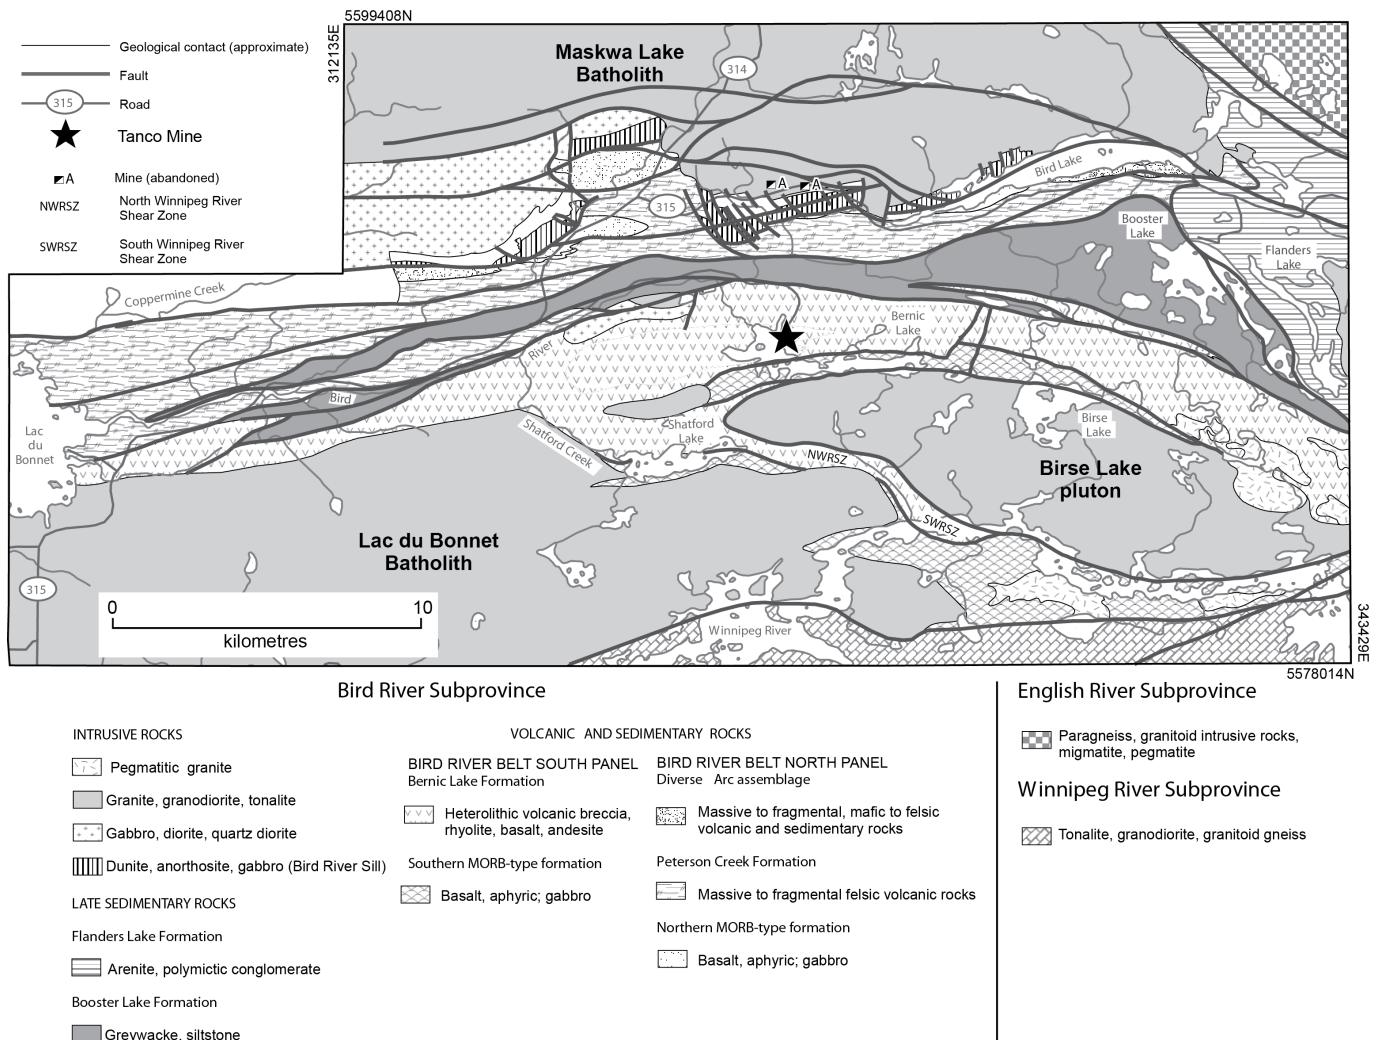 5599408N
312135E
Geological contact (approximate)
Fault
315
Road
Tanco Mine
A
Mine (abandoned)
NWRSZ
North Winnipeg River
Shear Zone
SWRSZ
South Winnipeg River
Shear Zone
Maskwa Lake
Batholith
314
Bird Lake
A
A
315
Booster
Lake
Flanders
Lake
Coppermine Creek
Bernic
Lake
River
Bird
Lac
du
Bonnet
Shatford
Lake
Shatford Creek
Birse
Lake
NWRSZ
Birse Lake
pluton
SWRSZ
Lac du Bonnet
Batholith
315
0
10
kilometres
Winnipeg River
343429E
5578014N
Bird River Subprovince
INTRUSIVE ROCKS
Pegmatitic granite
Granite, granodiorite, tonalite
Gabbro, diorite, quartz diorite
Dunite, anorthosite, gabbro (Bird River Sill)
LATE SEDIMENTARY ROCKS
Flanders Lake Formation
Arenite, polymictic conglomerate
Booster Lake Formation
Greywacke, siltstone
VOLCANIC AND SEDIMENTARY ROCKS
BIRD RIVER BELT SOUTH PANEL
Bernic Lake Formation
Heterolithic volcanic breccia,
rhyolite, basalt, andesite
Southern MORB-type formation
Basalt, aphyric; gabbro
BIRD RIVER BELT NORTH PANEL
Diverse Arc assemblage
Massive to fragmental, mafic to felsic
volcanic and sedimentary rocks
Peterson Creek Formation
Massive to fragmental felsic volcanic rocks
Northern MORB-type formation
Basalt, aphyric; gabbro
English River Subprovince
Paragneiss, granitoid intrusive rocks,
migmatite, pegmatite
Winnipeg River Subprovince
Tonalite, granodiorite, granitoid gneiss